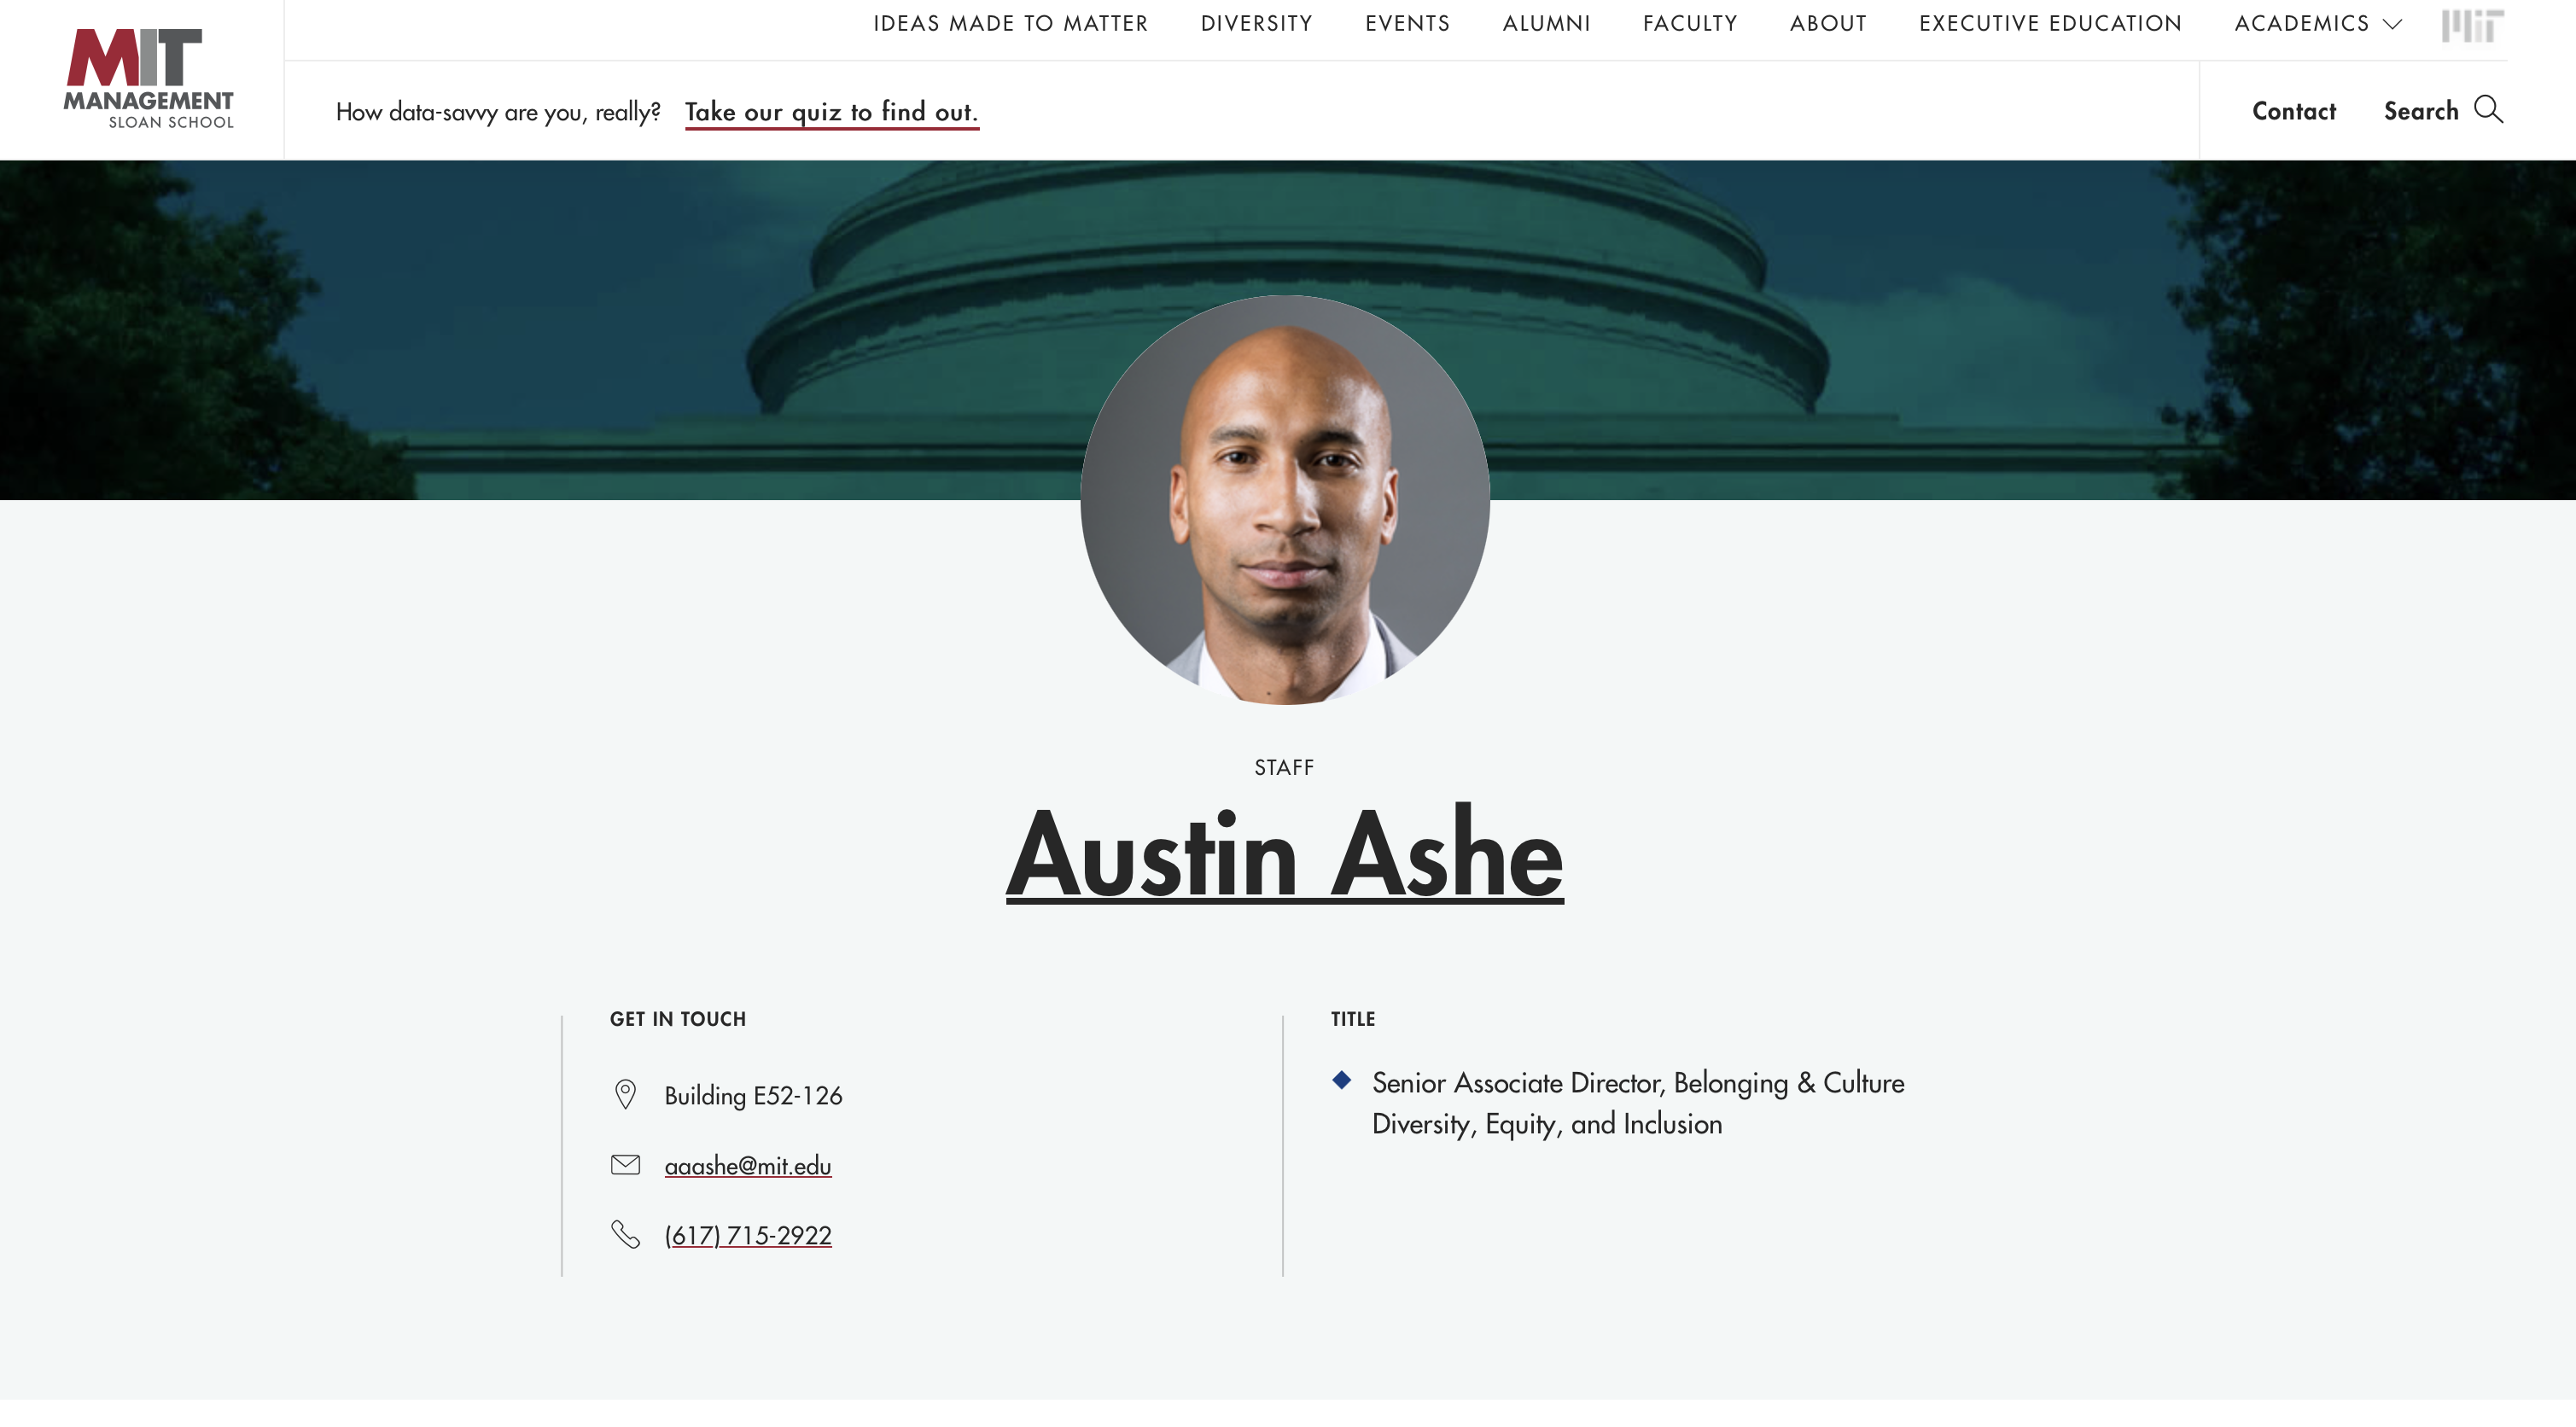 MIT
MANAGEMENT
SLOAN SCHOOL
IDEAS MADE TO MATTER DIVERSITY EVENTS ALUMNI FACULTY ABOUT EXECUTIVE EDUCATION ACADEMICS MIT
How data-savvy are you, really? Take our quiz to find out.
Contact Search
STAFF
Austin Ashe
GET IN TOUCH
Building E52-126
aaashe@mit.edu
(617) 715-2922
TITLE
Senior Associate Director, Belonging & Culture
Diversity, Equity, and Inclusion